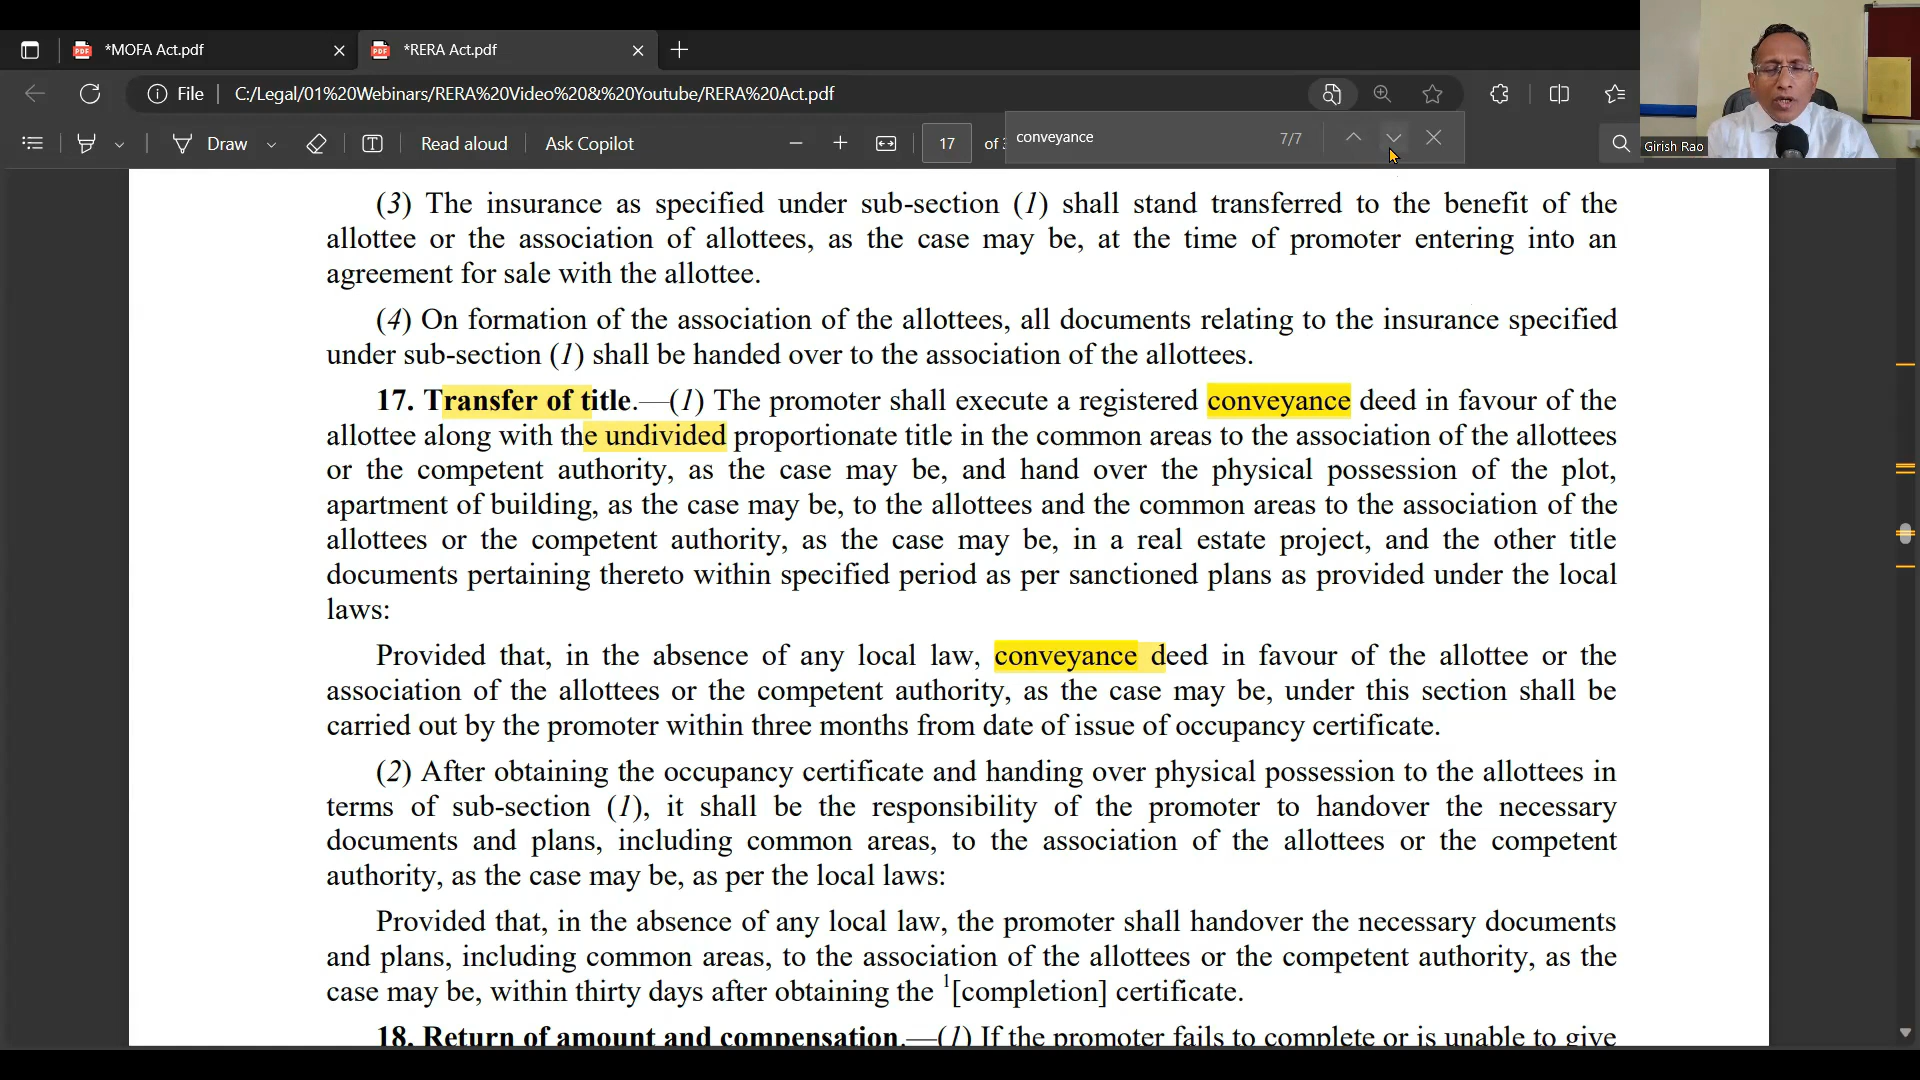 *MOFA Act.pdf
*RERA Act.pdf
File
C:/Legal/01%20Webinars/RERA%20Video%20&%20Youtube/RERA%20Act.pdf
Draw
Read aloud
Ask Copilot
17
of
conveyance
7/7
Girish Rao
(3) The insurance as specified under sub-section (1) shall stand transferred to the benefit of the
allottee or the association of allottees, as the case may be, at the time of promoter entering into an
agreement for sale with the allottee.
(4) On formation of the association of the allottees, all documents relating to the insurance specified
under sub-section (1) shall be handed over to the association of the allottees.
17. Transfer of title.—(1) The promoter shall execute a registered conveyance deed in favour of the
allottee along with the undivided proportionate title in the common areas to the association of the allottees
or the competent authority, as the case may be, and hand over the physical possession of the plot,
apartment of building, as the case may be, to the allottees and the common areas to the association of the
allottees or the competent authority, as the case may be, in a real estate project, and the other title
documents pertaining thereto within specified period as per sanctioned plans as provided under the local
laws:
Provided that, in the absence of any local law, conveyance deed in favour of the allottee or the
association of the allottees or the competent authority, as the case may be, under this section shall be
carried out by the promoter within three months from date of issue of occupancy certificate.
(2) After obtaining the occupancy certificate and handing over physical possession to the allottees in
terms of sub-section (1), it shall be the responsibility of the promoter to handover the necessary
documents and plans, including common areas, to the association of the allottees or the competent
authority, as the case may be, as per the local laws:
Provided that, in the absence of any local law, the promoter shall handover the necessary documents
and plans, including common areas, to the association of the allottees or the competent authority, as the
case may be, within thirty days after obtaining the 1[completion] certificate.
18. Return of amount and compensation.—(1) If the promoter fails to complete or is unable to give